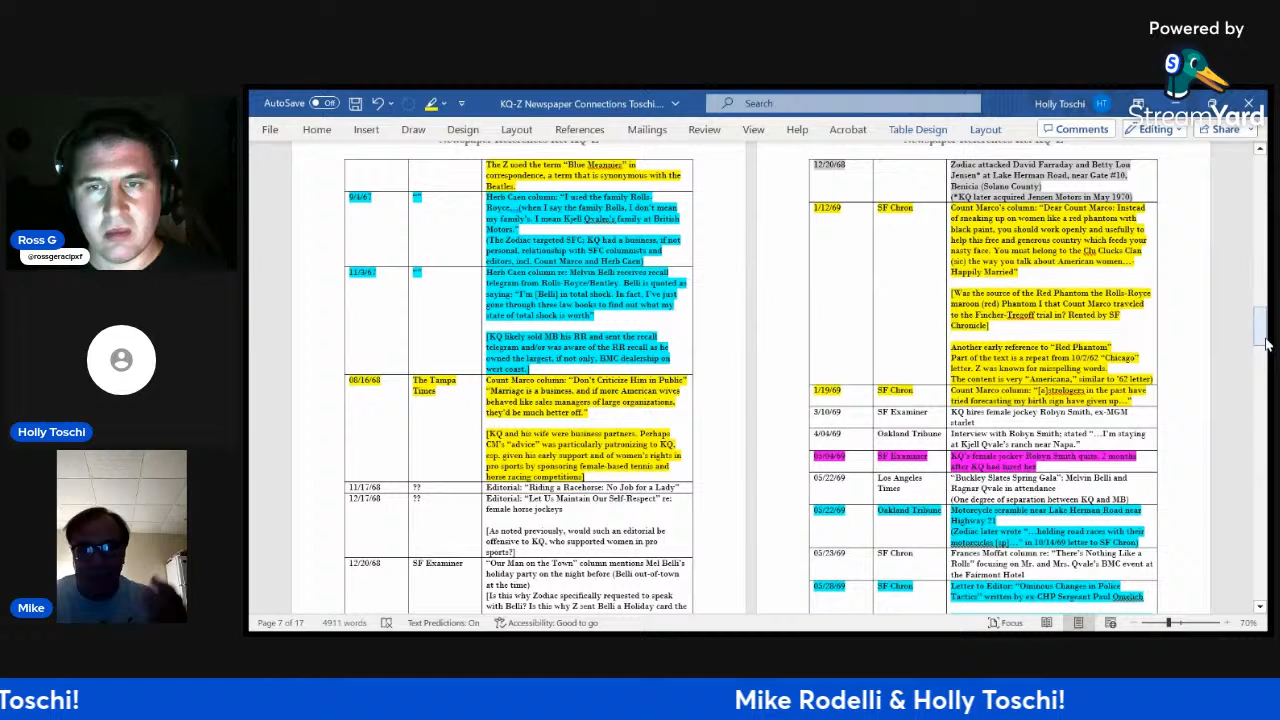 Powered by
S
StreamYard
AutoSave
Off
KQ-Z Newspaper Connections Toschi...
Search
Holly Toschi
HT
File
Home
Insert
Draw
Design
Layout
References
Mailings
Review
View
Help
Acrobat
Table Design
Layout
Comments
Editing
Share
The Z used the term “Blue Meannies” in
correspondence, a term that is synonymous with the
Beatles.
9/4/67
“”
Herb Caen column: “I used the family Rolls-
Royce…(when I say the family Rolls, I don't mean
my family's. I mean Kjell Qvale's family at British
Motors.”
(The Zodiac targeted SFC; KQ had a business, if not
personal, relationship with SFC columnists and
editors, incl. Count Marco and Herb Caen)
11/3/67
“”
Herb Caen column re: Melvin Belli receives recall
telegram from Rolls-Royce/Bentley. Belli is quoted as
saying: “I'm [Belli] in total shock. In fact, I've just
gone through three law books to find out what my
state of total shock is worth”
[KQ likely sold MB his RR and sent the recall
telegram and/or was aware of the RR recall as he
owned the largest, if not only, BMC dealership on
west coast.]
08/16/68
The Tampa
Times
Count Marco column: “Don't Criticize Him in Public”
“Marriage is a business, and if more American wives
behaved like sales managers of large organizations,
they'd be much better off.”
[KQ and his wife were business partners. Perhaps
CM's “advice” was particularly patronizing to KQ,
esp. given his early support and of women's rights in
pro sports by sponsoring female-based tennis and
horse racing competitions]
11/17/68
??
Editorial: “Riding a Racehorse: No Job for a Lady”
12/17/68
??
Editorial: “Let Us Maintain Our Self-Respect” re:
female horse jockeys
[As noted previously, would such an editorial be
offensive to KQ, who supported women in pro
sports?]
12/20/68
SF Examiner
“Our Man on the Town” column mentions Mel Belli's
holiday party on the night before (Belli out-of-town
at the time)
[Is this why Zodiac specifically requested to speak
with Belli? Is this why Z sent Belli a Holiday card the
12/20/68
Zodiac attacked David Farraday and Betty Lou
Jensen* at Lake Herman Road, near Gate #10,
Benicia (Solano County)
(*KQ later acquired Jensen Motors in May 1970)
1/12/69
SF Chron
Count Marco's column: “Dear Count Marco: Instead
of sneaking up on women like a red phantom with
black paint, you should work openly and usefully to
help this free and generous country which feeds your
nasty face. You must belong to the Clu Clucks Clan
(sic) the way you talk about American women…-
Happily Married”
[Was the source of the Red Phantom the Rolls-Royce
maroon (red) Phantom I that Count Marco traveled
to the Fincher-Tregoff trial in? Rented by SF
Chronicle]
Another early reference to “Red Phantom”
Part of the text is a repeat from 10/2/62 “Chicago”
letter. Z was known for misspelling words.
The content is very “Americana,” similar to '62 letter)
1/19/69
SF Chron
Count Marco column: “[a]strologers in the past have
tried forecasting my birth sign have given up…”
3/10/69
SF Examiner
KQ hires female jockey Robyn Smith, ex-MGM
starlet
4/04/69
Oakland Tribune
Interview with Robyn Smith; stated “…I'm staying
at Kjell Qvale's ranch near Napa.”
05/04/69
SF Examiner
KQ's female jockey Robyn Smith quits, 2 months
after KQ had hired her
05/22/69
Los Angeles
Times
“Buckley Slates Spring Gala”: Melvin Belli and
Ragnar Qvale in attendance
(One degree of separation between KQ and MB)
05/22/69
Oakland Tribune
Motorcycle scramble near Lake Herman Road near
Highway 21
(Zodiac later wrote “…holding road races with their
motorcicles [sp]…” in 10/14/69 letter to SF Chron)
05/23/69
SF Chron
Frances Moffat column re: “There's Nothing Like a
Rolls” focusing on Mr. and Mrs. Qvale's BMC event at
the Fairmont Hotel
05/28/69
SF Chron
Letter to Editor: “Ominous Changes in Police
Tactics” written by ex-CHP Sergeant Paul Omelich
Page 7 of 17
4911 words
Text Predictions: On
Accessibility: Good to go
Focus
70%
Ross G
@rossgeracipxf
Holly Toschi
Mike
Toschi!
Mike Rodelli & Holly Toschi!